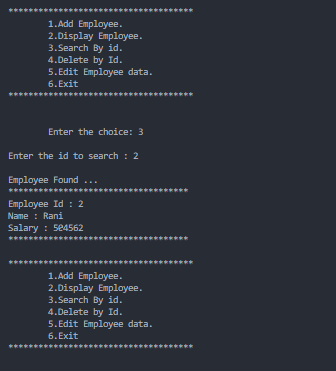 *************************************
1.Add Employee.
2.Display Employee.
3.Search By id.
4.Delete by Id.
5.Edit Employee data.
6.Exit
*************************************
Enter the choice: 3
Enter the id to search : 2
Employee Found ...
************************************
Employee Id : 2
Name : Rani
Salary : 504562
************************************
*************************************
1.Add Employee.
2.Display Employee.
3.Search By id.
4.Delete by Id.
5.Edit Employee data.
6.Exit
*************************************